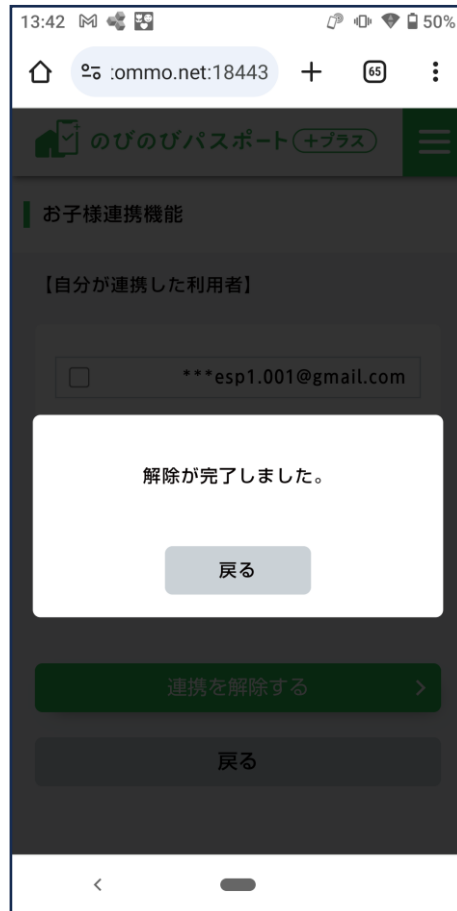 13:42 50%
:ommo.net:18443 65
のびのびパスポート +プラス
お子様連携機能
【自分が連携した利用者】
***esp1.001@gmail.com
解除が完了しました。
戻る
連携を解除する
戻る